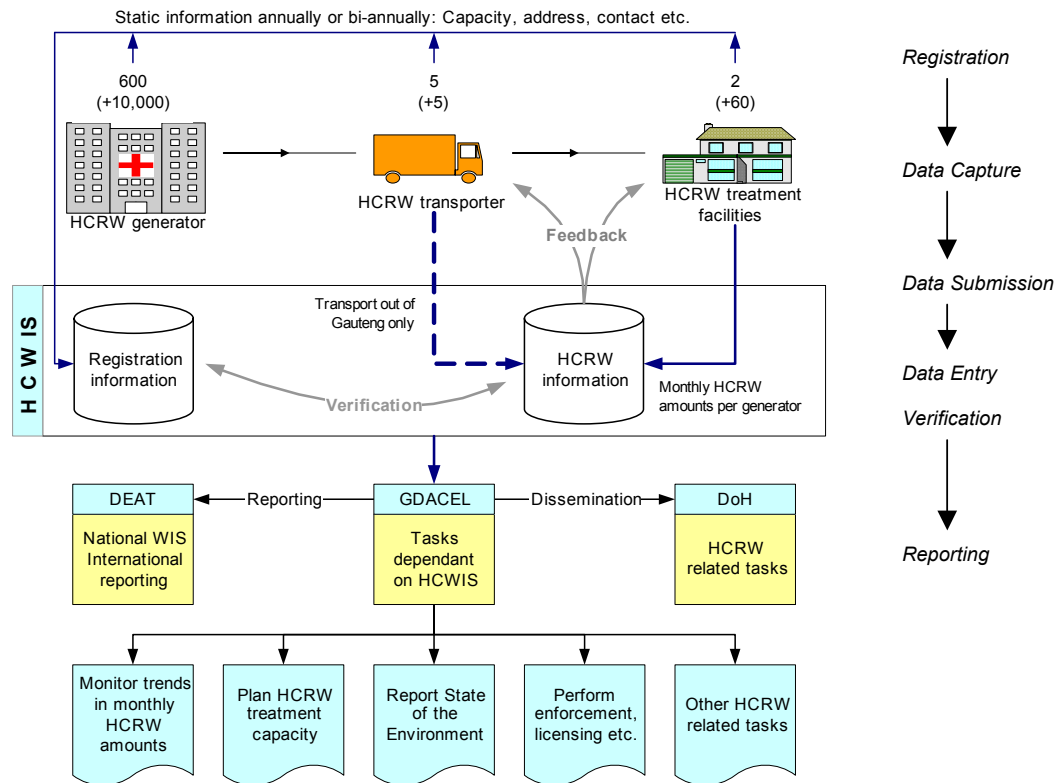 Static information annually or bi-annually: Capacity, address, contact etc.
600
(+10,000)
5
(+5)
2
(+60)
HCRW generator
HCRW transporter
HCRW treatment
facilities
Feedback
HCWIS
Registration
information
Transport out of
Gauteng only
HCRW
information
Verification
Monthly HCRW
amounts per generator
DEAT
Reporting
GDACEL
Dissemination
DoH
National WIS
International
reporting
Tasks
dependant
on HCWIS
HCRW
related tasks
Monitor trends
in monthly
HCRW
amounts
Plan HCRW
treatment
capacity
Report State
of the
Environment
Perform
enforcement,
licensing etc.
Other HCRW
related tasks
Registration
Data Capture
Data Submission
Data Entry
Verification
Reporting